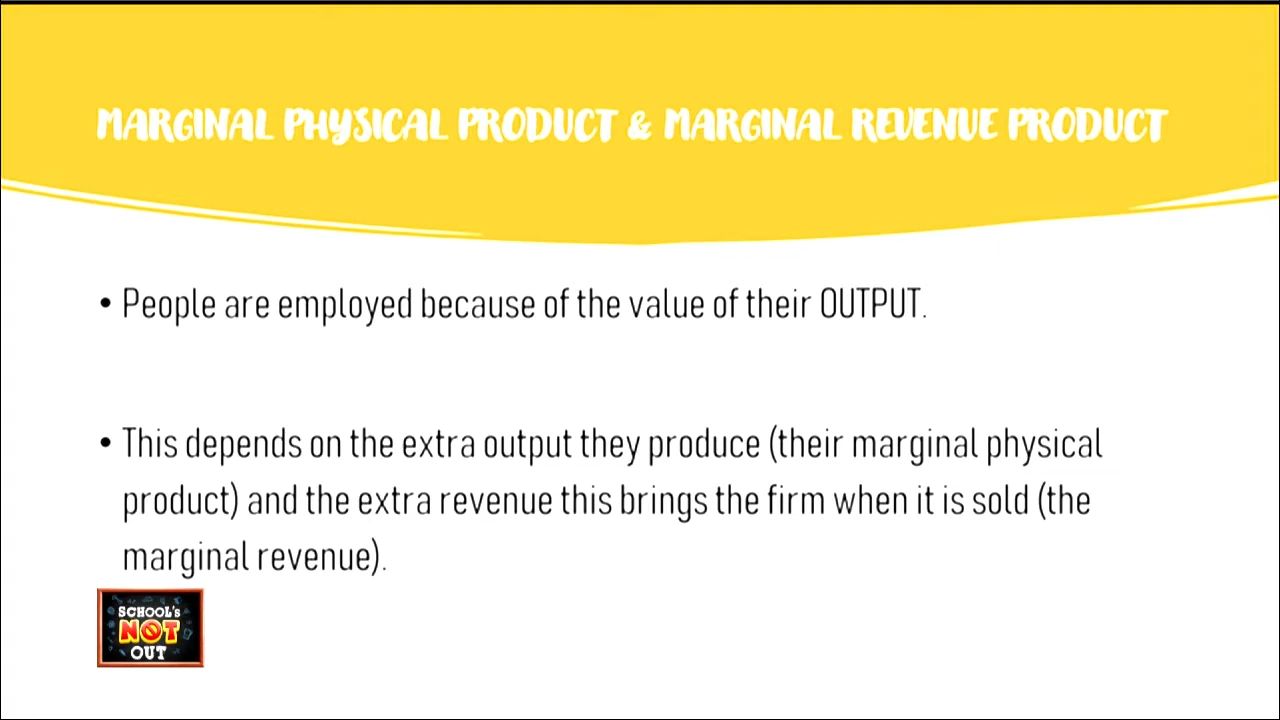 MARGINAL PHYSICAL PRODUCT & MARGINAL REVENUE PRODUCT
• People are employed because of the value of their OUTPUT.
• This depends on the extra output they produce (their marginal physical
product) and the extra revenue this brings the firm when it is sold (the
marginal revenue).
SCHOOL'S
NOT
OUT